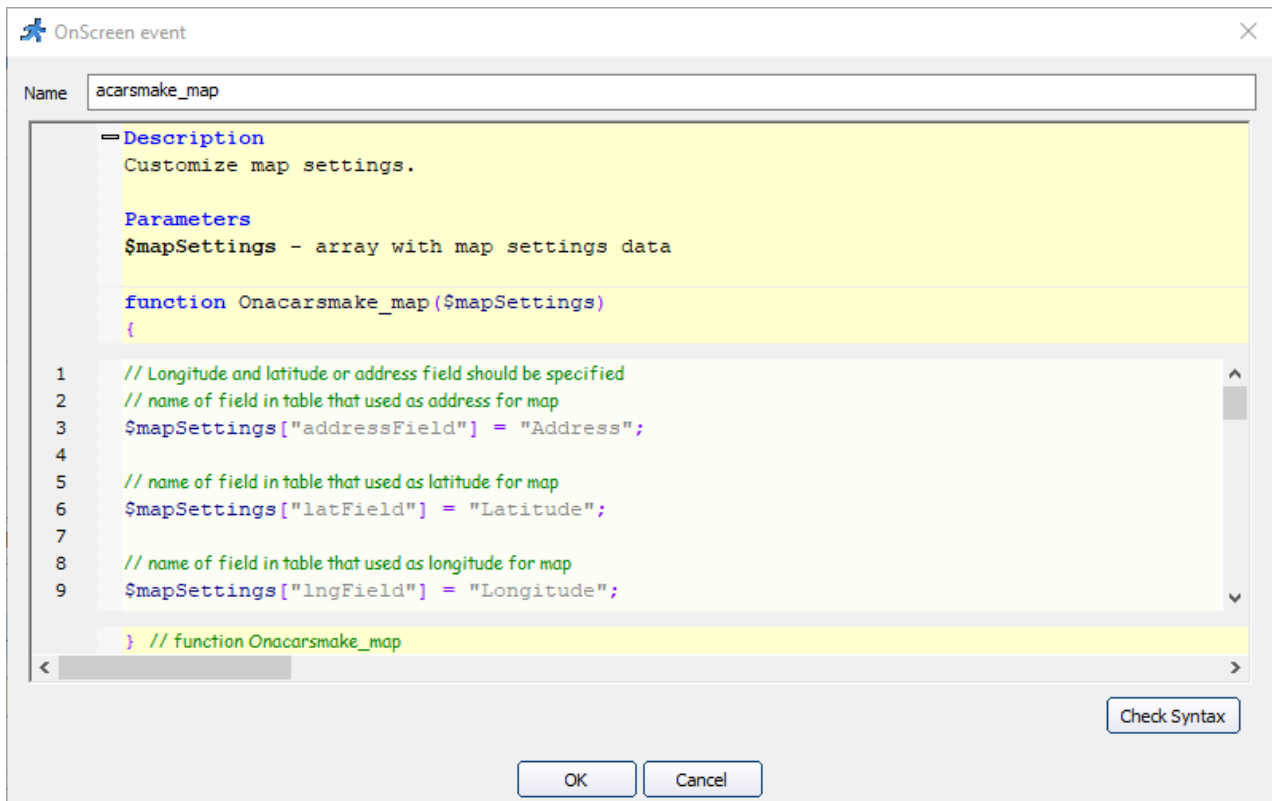 OnScreen event
Name acarsmake_map
Description
Customize map settings.
Parameters
$mapSettings - array with map settings data
function Onacarsmake_map($mapSettings)
{
1 // Longitude and latitude or address field should be specified
2 // name of field in table that used as address for map
3 $mapSettings["addressField"] = "Address";
4
5 // name of field in table that used as latitude for map
6 $mapSettings["latField"] = "Latitude";
7
8 // name of field in table that used as longitude for map
9 $mapSettings["lngField"] = "Longitude";
} // function Onacarsmake_map
Check Syntax
OK Cancel